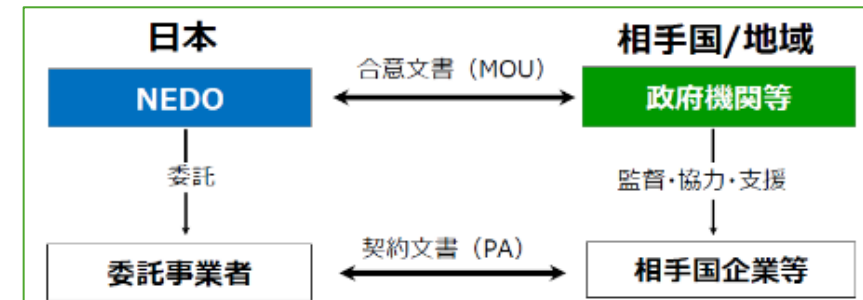 日本
相手国/地域
合意文書（MOU）
NEDO
政府機関等
委託
監督･協力･支援
契約文書（PA）
委託事業者
相手国企業等